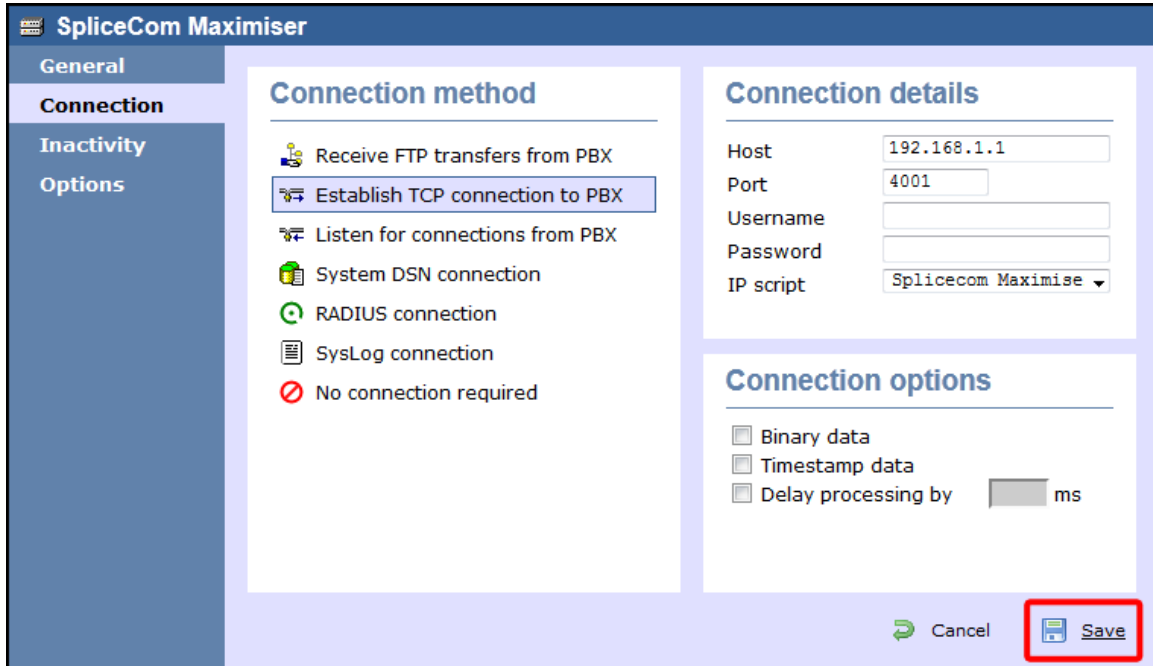 SpliceCom Maximiser
General
Connection
Inactivity
Options
Connection method
Receive FTP transfers from PBX
Establish TCP connection to PBX
Listen for connections from PBX
System DSN connection
RADIUS connection
SysLog connection
No connection required
Connection details
Host 192.168.1.1
Port 4001
Username
Password
IP script Splicecom Maximise
Connection options
Binary data
Timestamp data
Delay processing by ms
Cancel Save